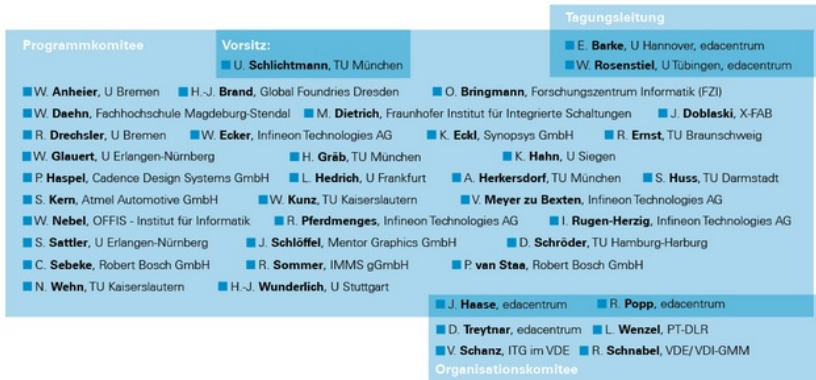 Tagungsleitung
Programmkomitee Vorsitz: E. Barke, U Hannover, edacentrum
U. Schlichtmann, TU München W. Rosenstiel, U Tübingen, edacentrum
W. Anheier, U Bremen H.-J. Brand, Global Foundries Dresden O. Bringmann, Forschungszentrum Informatik (FZI)
W. Daehn, Fachhochschule Magdeburg-Stendal M. Dietrich, Fraunhofer Institut für Integrierte Schaltungen J. Doblaski, X-FAB
R. Drechsler, U Bremen W. Ecker, Infineon Technologies AG K. Eckl, Synopsys GmbH R. Ernst, TU Braunschweig
W. Glauert, U Erlangen-Nürnberg H. Gräb, TU München K. Hahn, U Siegen
P. Haspel, Cadence Design Systems GmbH L. Hedrich, U Frankfurt A. Herkersdorf, TU München S. Huss, TU Darmstadt
S. Kern, Atmel Automotive GmbH W. Kunz, TU Kaiserslautern V. Meyer zu Bexten, Infineon Technologies AG
W. Nebel, OFFIS - Institut für Informatik R. Pferdmenges, Infineon Technologies AG I. Rugen-Herzig, Infineon Technologies AG
S. Sattler, U Erlangen-Nürnberg J. Schlöffel, Mentor Graphics GmbH D. Schröder, TU Hamburg-Harburg
C. Sebeke, Robert Bosch GmbH R. Sommer, IMMS gGmbH P. van Staa, Robert Bosch GmbH
N. Wehn, TU Kaiserslautern H.-J. Wunderlich, U Stuttgart
J. Haase, edacentrum R. Popp, edacentrum
D. Treytnar, edacentrum L. Wenzel, PT-DLR
V. Schanz, ITG im VDE R. Schnabel, VDE/VDI-GMM
Organisationskomitee